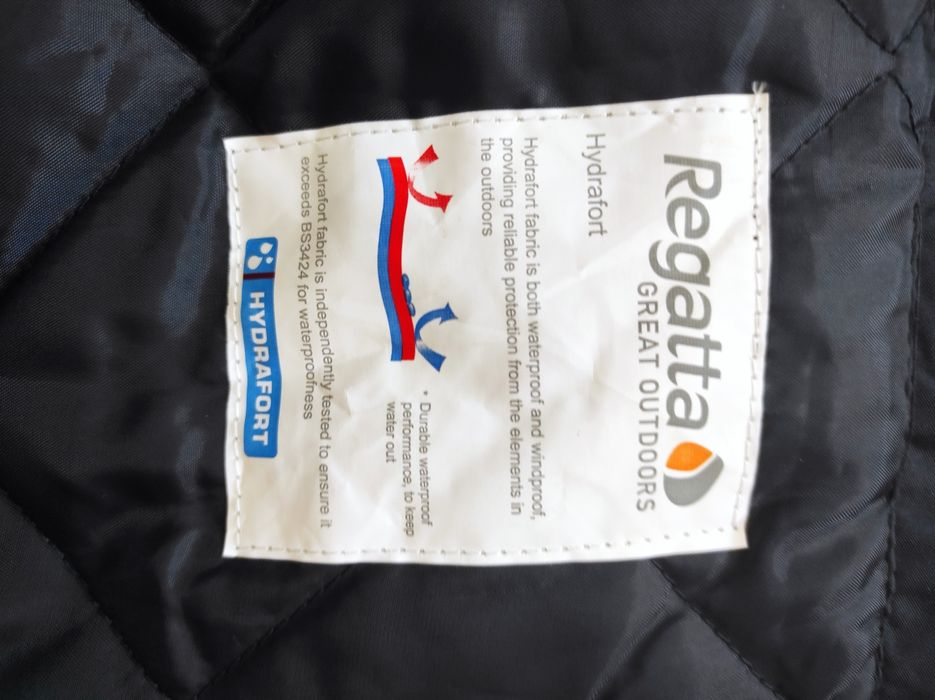 Regatta
GREAT OUTDOORS
Hydrafort
Hydrafort fabric is both waterproof and windproof,
providing reliable protection from the elements in
the outdoors
* Durable waterproof
performance, to keep
water out
Hydrafort fabric is independently tested to ensure it
exceeds BS3424 for waterproofness
HYDRAFORT